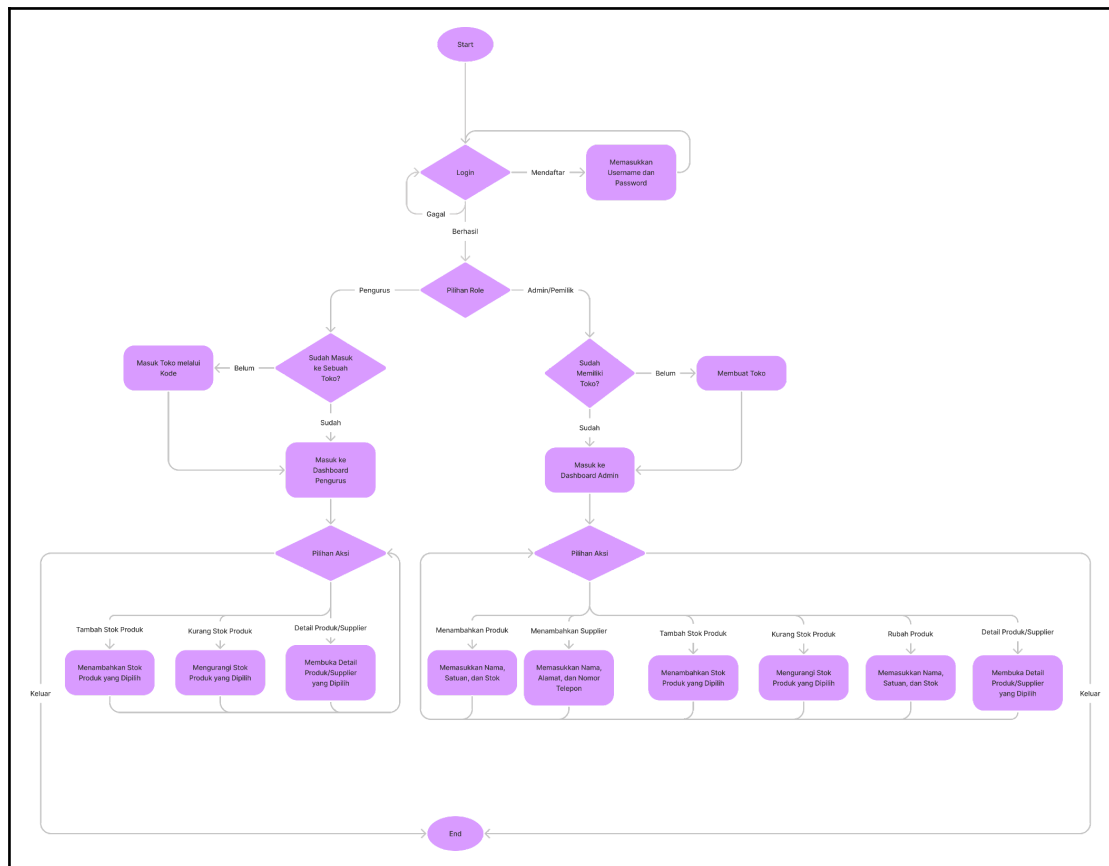 Start
Login
Mendaftar
Memasukkan
Username dan
Password
Gagal
Berhasil
Pengurus
Pilihan Role
Admin/Pemilik
Masuk Toko melalui
Kode
Belum
Sudah Masuk
ke Sebuah
Toko?
Sudah
Memiliki
Toko?
Belum
Membuat Toko
Sudah
Sudah
Masuk ke
Dashboard
Pengurus
Masuk ke
Dashboard Admin
Pilihan Aksi
Pilihan Aksi
Tambah Stok Produk
Kurang Stok Produk
Detail Produk/Supplier
Menambahkan Produk
Menambahkan Supplier
Tambah Stok Produk
Kurang Stok Produk
Rubah Produk
Detail Produk/Supplier
Menambahkan Stok
Produk yang Dipilih
Mengurangi Stok
Produk yang Dipilih
Membuka Detail
Produk/Supplier
yang Dipilih
Memasukkan Nama,
Satuan, dan Stok
Memasukkan Nama,
Alamat, dan Nomor
Telepon
Menambahkan Stok
Produk yang Dipilih
Mengurangi Stok
Produk yang Dipilih
Memasukkan Nama,
Satuan, dan Stok
Membuka Detail
Produk/Supplier
yang Dipilih
Keluar
Keluar
End